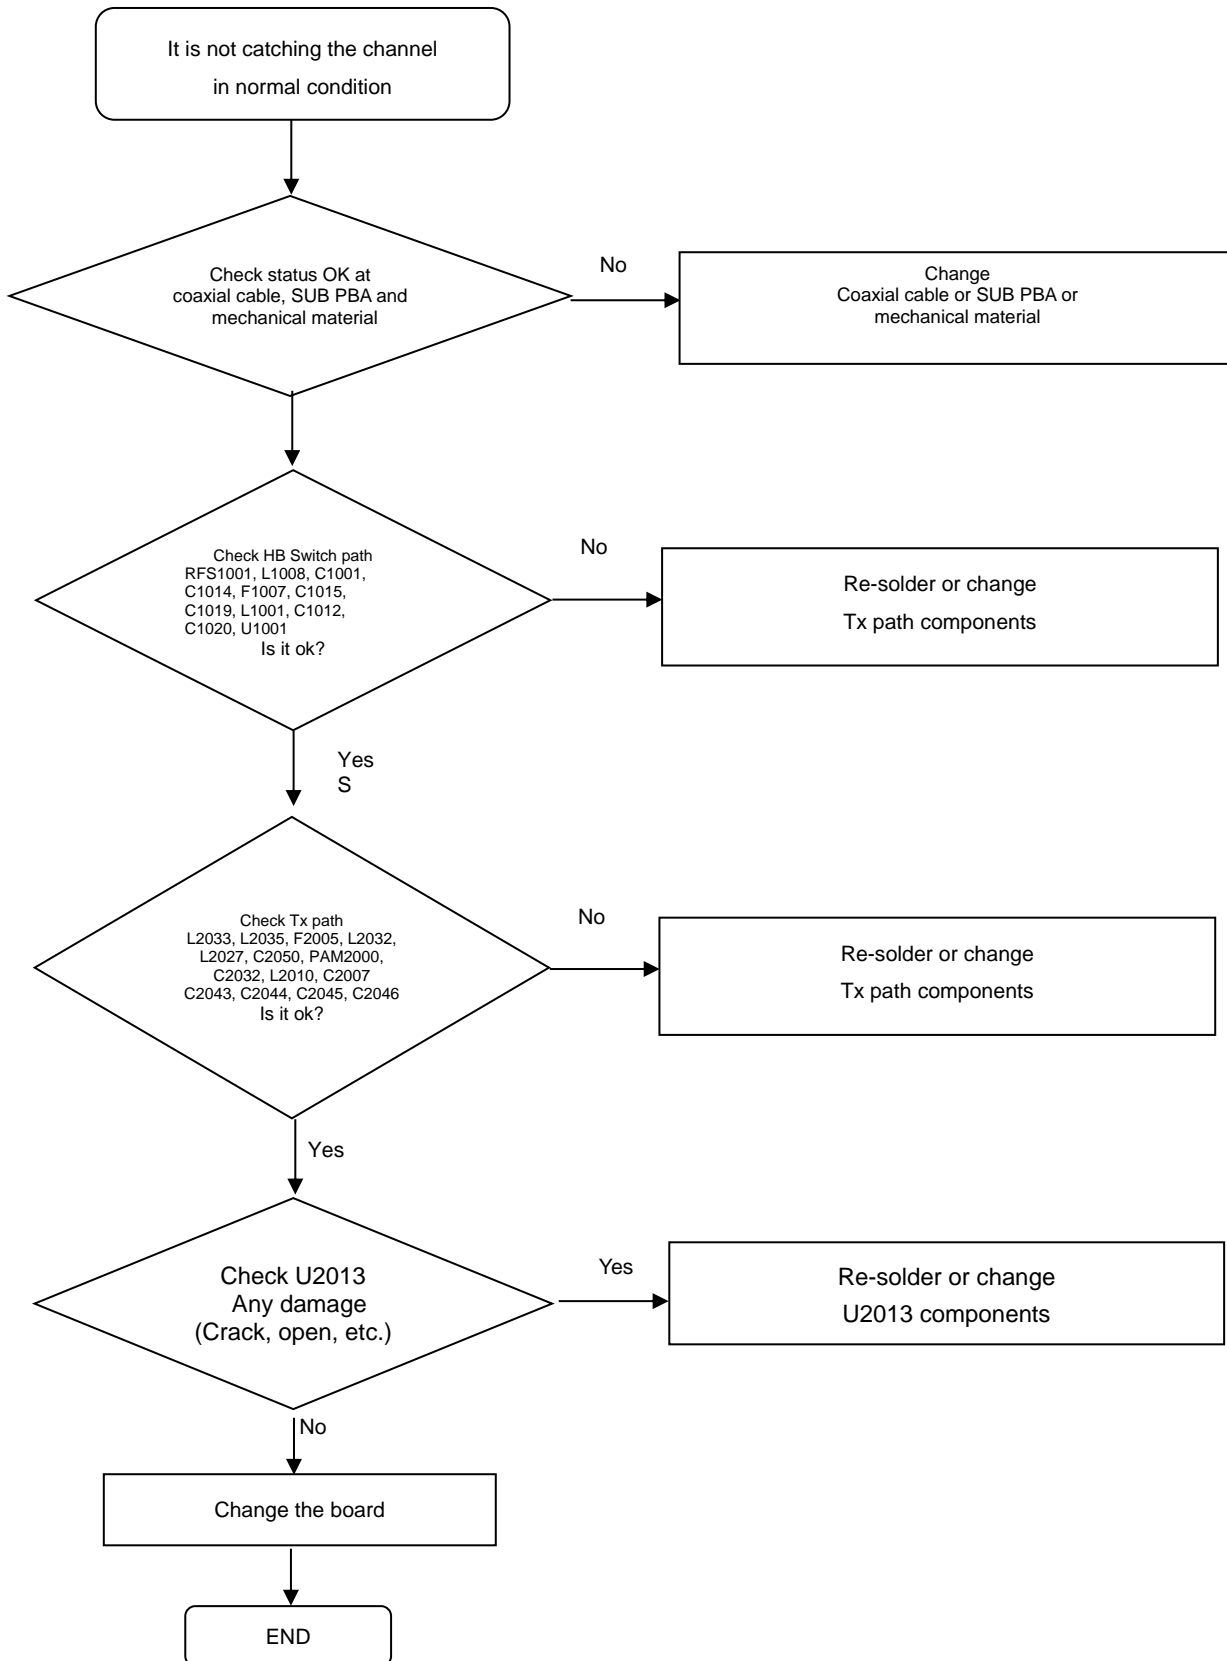 It is not catching the channel
in normal condition
Check status OK at
coaxial cable, SUB PBA and
mechanical material
No
Change
Coaxial cable or SUB PBA or
mechanical material
Check HB Switch path
RFS1001, L1008, C1001,
C1014, F1007, C1015,
C1019, L1001, C1012,
C1020, U1001
Is it ok?
No
Re-solder or change
Tx path components
Yes
S
Check Tx path
L2033, L2035, F2005, L2032,
L2027, C2050, PAM2000,
C2032, L2010, C2007
C2043, C2044, C2045, C2046
Is it ok?
No
Re-solder or change
Tx path components
Yes
Check U2013
Any damage
(Crack, open, etc.)
Yes
Re-solder or change
U2013 components
No
Change the board
END